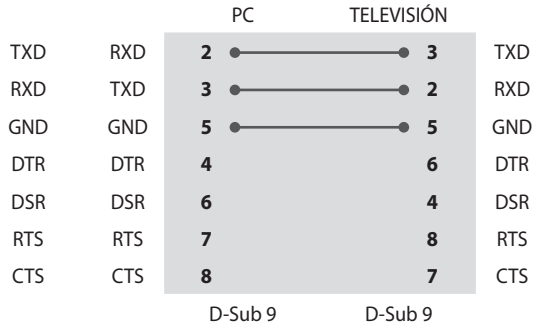 PC TELEVISIÓN
TXD RXD 2 3 TXD
RXD TXD 3 2 RXD
GND GND 5 5 GND
DTR DTR 4 6 DTR
DSR DSR 6 4 DSR
RTS RTS 7 8 RTS
CTS CTS 8 7 CTS
D-Sub 9 D-Sub 9